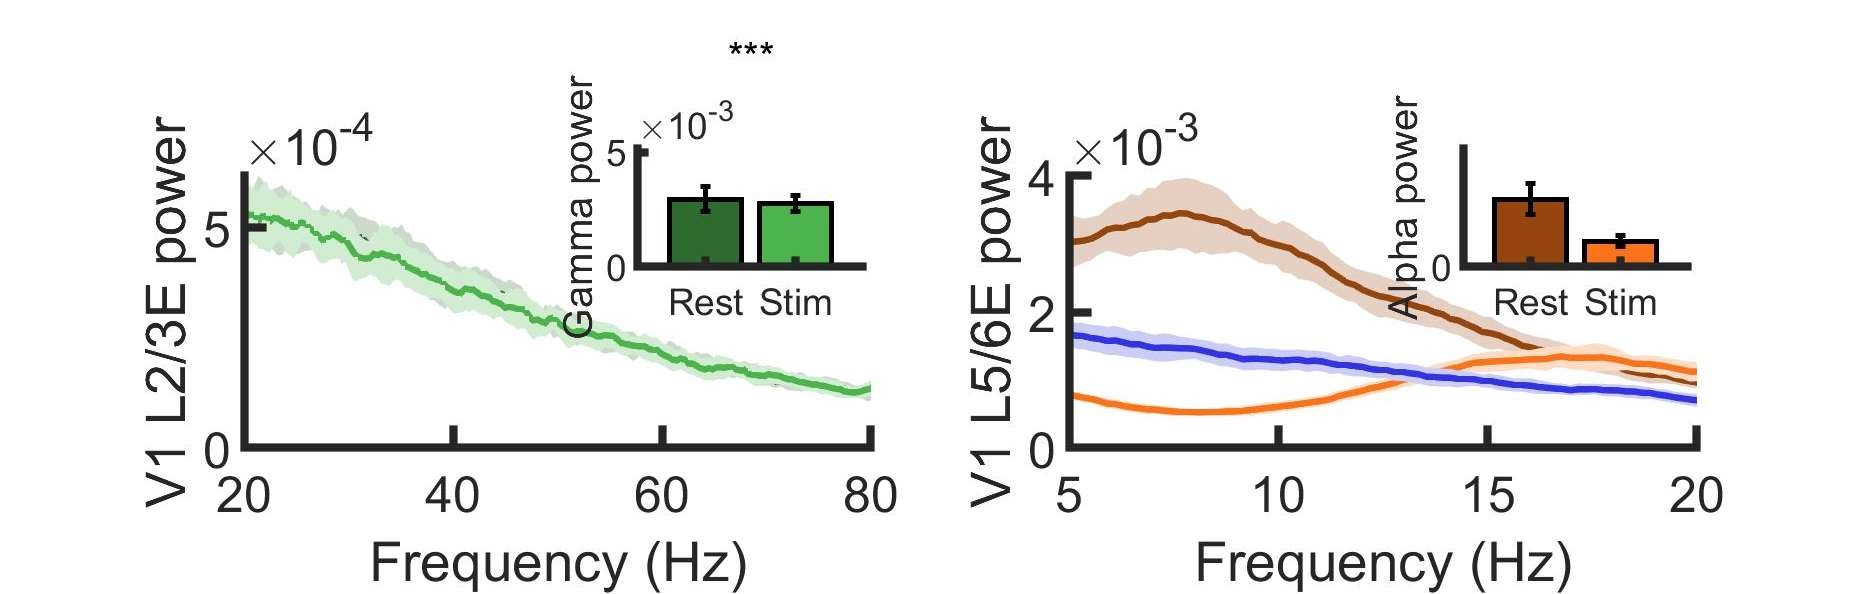 ***
V1 L2/3E power
×10-4
5
0
20 40 60 80
Frequency (Hz)
Gamma power
×10-3
5
0
Rest Stim
V1 L5/6E power
×10-3
4
2
0
5 10 15 20
Frequency (Hz)
Alpha power
0
Rest Stim